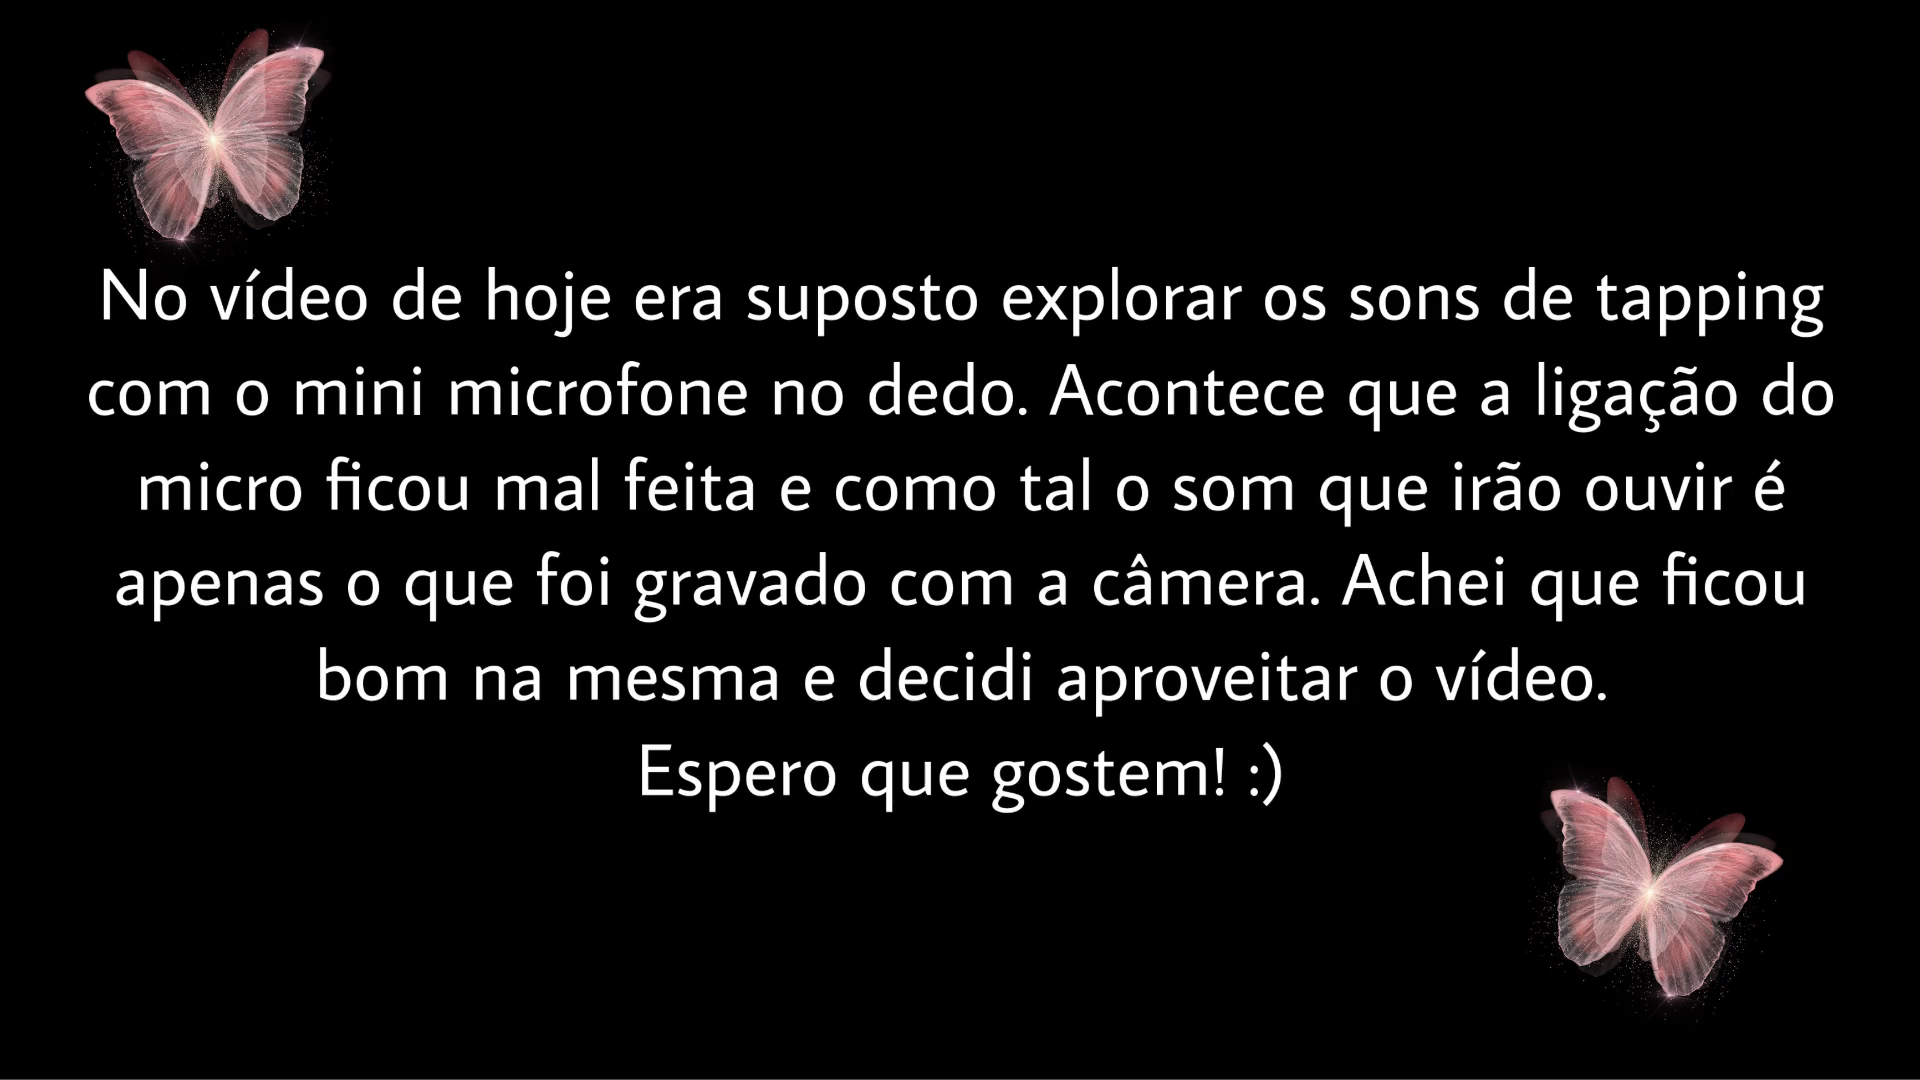 No vídeo de hoje era suposto explorar os sons de tapping
com o mini microfone no dedo. Acontece que a ligação do
micro ficou mal feita e como tal o som que irão ouvir é
apenas o que foi gravado com a câmera. Achei que ficou
bom na mesma e decidi aproveitar o vídeo.
Espero que gostem! :)